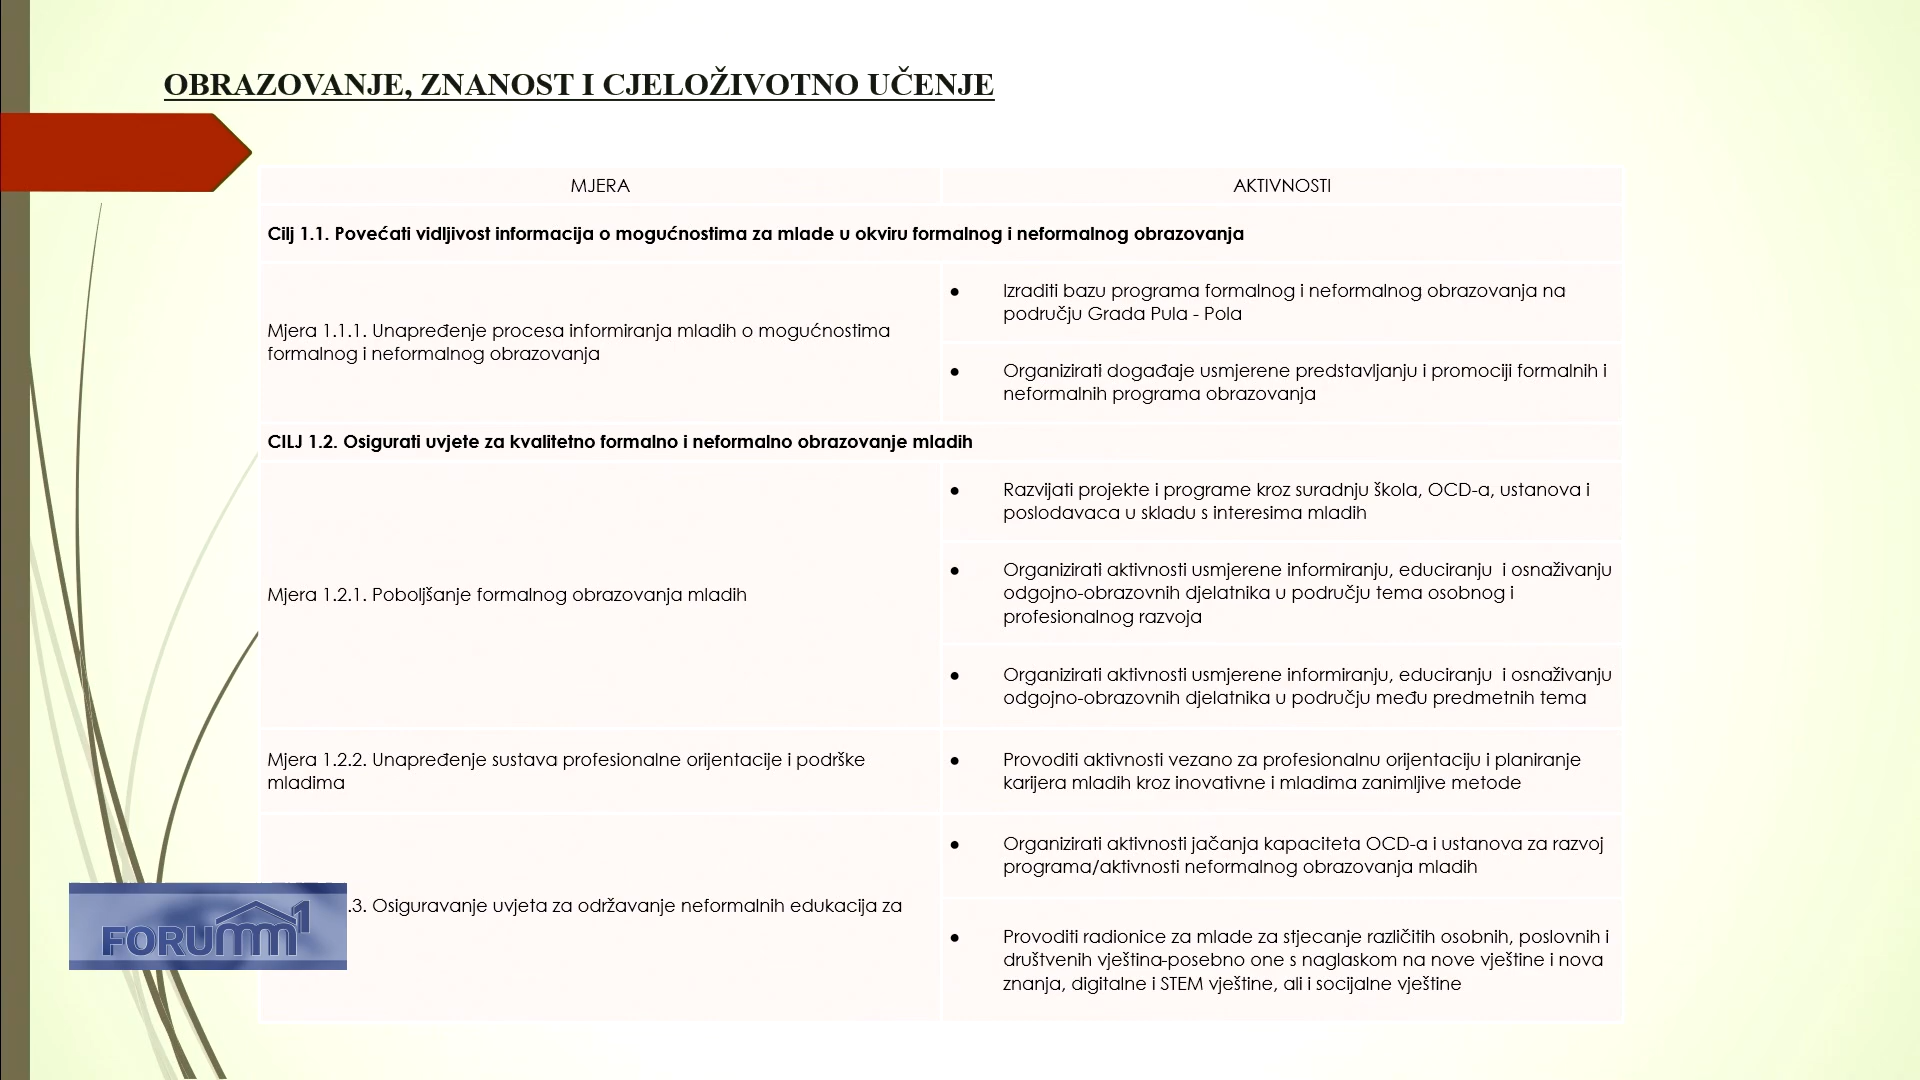 OBRAZOVANJE, ZNANOST I CJELOŽIVOTNO UČENJE
MJERA
AKTIVNOSTI
Cilj 1.1. Povećati vidljivost informacija o mogućnostima za mlade u okviru formalnog i neformalnog obrazovanja
Mjera 1.1.1. Unapređenje procesa informiranja mladih o mogućnostima
formalnog i neformalnog obrazovanja
● Izraditi bazu programa formalnog i neformalnog obrazovanja na
području Grada Pula - Pola
● Organizirati događaje usmjerene predstavljanju i promociji formalnih i
neformalnih programa obrazovanja
CILJ 1.2. Osigurati uvjete za kvalitetno formalno i neformalno obrazovanje mladih
Mjera 1.2.1. Poboljšanje formalnog obrazovanja mladih
● Razvijati projekte i programe kroz suradnju škola, OCD-a, ustanova i
poslodavaca u skladu s interesima mladih
● Organizirati aktivnosti usmjerene informiranju, educiranju  i osnaživanju
odgojno-obrazovnih djelatnika u području tema osobnog i
profesionalnog razvoja
● Organizirati aktivnosti usmjerene informiranju, educiranju  i osnaživanju
odgojno-obrazovnih djelatnika u području među predmetnih tema
Mjera 1.2.2. Unapređenje sustava profesionalne orijentacije i podrške
mladima
● Provoditi aktivnosti vezano za profesionalnu orijentaciju i planiranje
karijera mladih kroz inovativne i mladima zanimljive metode
.3. Osiguravanje uvjeta za održavanje neformalnih edukacija za
● Organizirati aktivnosti jačanja kapaciteta OCD-a i ustanova za razvoj
programa/aktivnosti neformalnog obrazovanja mladih
● Provoditi radionice za mlade za stjecanje različitih osobnih, poslovnih i
društvenih vještina-posebno one s naglaskom na nove vještine i nova
znanja, digitalne i STEM vještine, ali i socijalne vještine
FORUMM1